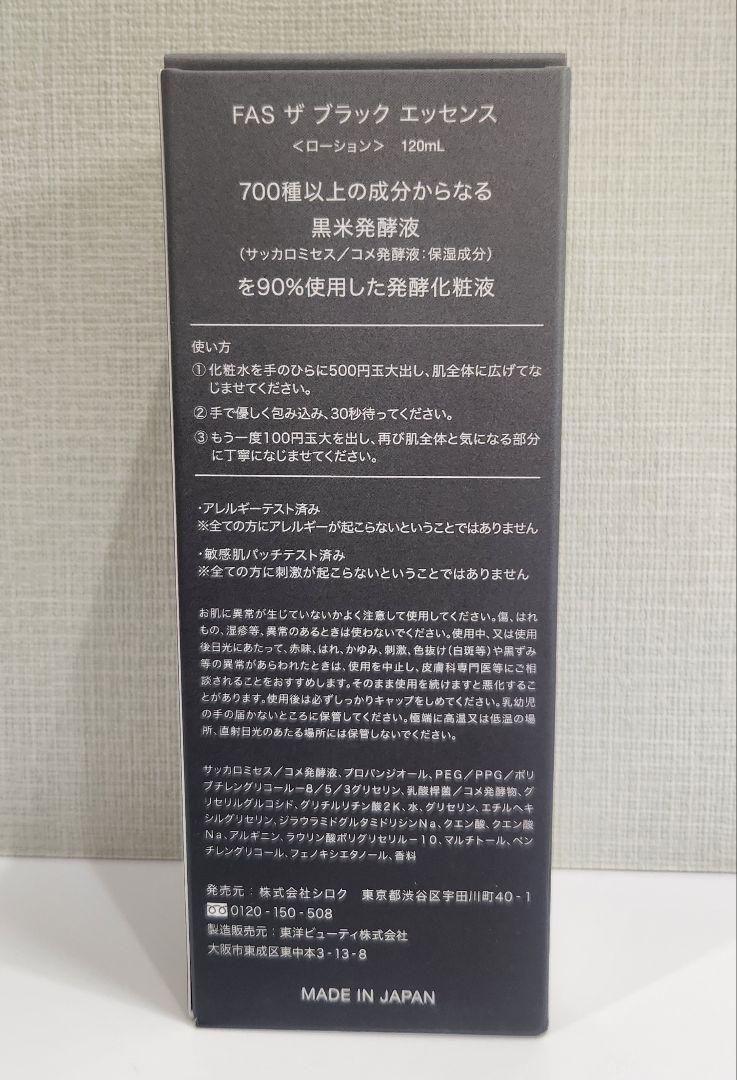 FAS ザ ブラック エッセンス
＜ローション＞ 120mL
700種以上の成分からなる
黒米発酵液
（サッカロミセス／コメ発酵液：保湿成分）
を90%使用した発酵化粧液
使い方
① 化粧水を手のひらに500円玉大出し、肌全体に広げてな
じませてください。
② 手で優しく包み込み、30秒待ってください。
③ もう一度100円玉大を出し、再び肌全体と気になる部分
に丁寧になじませてください。
・アレルギーテスト済み
※全ての方にアレルギーが起こらないということではありません
・敏感肌パッチテスト済み
※全ての方に刺激が起こらないということではありません
お肌に異常が生じていないかよく注意して使用してください。傷、はれ
もの、湿疹等、異常のあるときは使わないでください。使用中、又は使用
後日光にあたって、赤味、はれ、かゆみ、刺激、色抜け（白斑等）や黒ずみ
等の異常があらわれたときは、使用を中止し、皮膚科専門医等にご相
談されることをおすすめします。そのまま使用を続けますと悪化するこ
とがあります。使用後は必ずしっかりキャップをしめてください。乳幼児
の手の届かないところに保管してください。極端に高温又は低温の場
所、直射日光のあたる場所には保管しないでください。
サッカロミセス／コメ発酵液、プロパンジオール、PEG／PPG／ポリ
ブチレングリコール－8／5／3グリセリン、乳酸桿菌／コメ発酵物、グ
リセリルグルコシド、グリチルリチン酸２K、水、グリセリン、エチルヘキ
シルグリセリン、ジラウラミドグルタミドリシンNa、クエン酸、クエン酸
Na、アルギニン、ラウリン酸ポリグリセリル－10、マルチトール、ペン
チレングリコール、フェノキシエタノール、香料
発売元：株式会社シロク 東京都渋谷区宇田川町40-1
0120-150-508
製造販売元：東洋ビューティ株式会社
大阪市東成区東中本3-13-8
MADE IN JAPAN